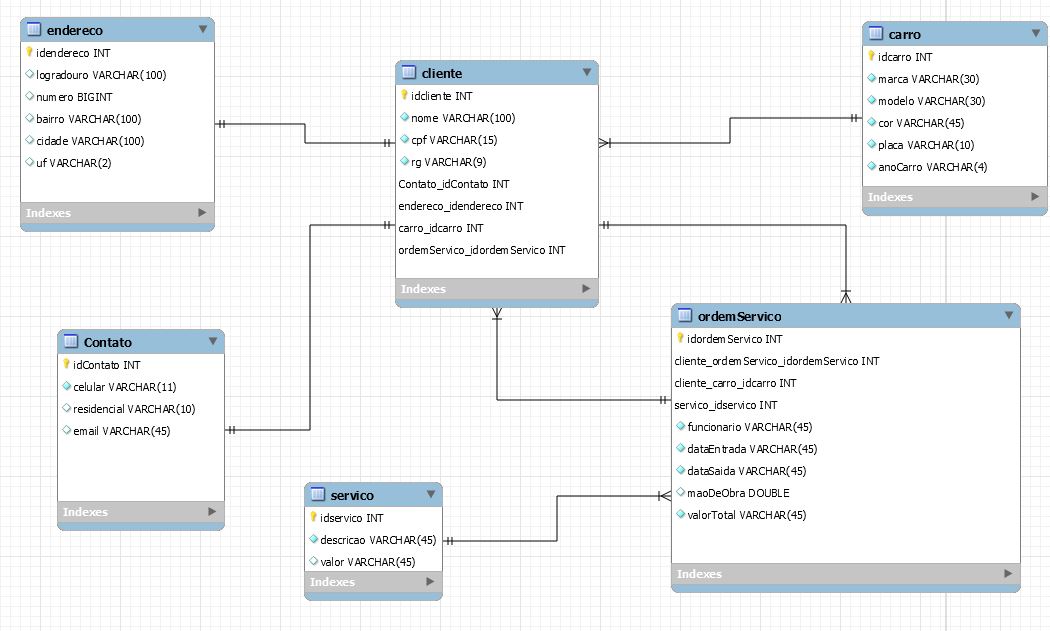 endereco
idendereco INT
logradouro VARCHAR(100)
numero BIGINT
bairro VARCHAR(100)
cidade VARCHAR(100)
uf VARCHAR(2)
Indexes
cliente
idcliente INT
nome VARCHAR(100)
cpf VARCHAR(15)
rg VARCHAR(9)
Contato_idContato INT
endereco_idendereco INT
carro_idcarro INT
ordemServico_idordemServico INT
Indexes
carro
idcarro INT
marca VARCHAR(30)
modelo VARCHAR(30)
cor VARCHAR(45)
placa VARCHAR(10)
anoCarro VARCHAR(4)
Indexes
Contato
idContato INT
celular VARCHAR(11)
residencial VARCHAR(10)
email VARCHAR(45)
Indexes
servico
idservico INT
descricao VARCHAR(45)
valor VARCHAR(45)
Indexes
ordemServico
idordemServico INT
cliente_ordemServico_idordemServico INT
cliente_carro_idcarro INT
servico_idservico INT
funcionario VARCHAR(45)
dataEntrada VARCHAR(45)
dataSaida VARCHAR(45)
maoDeObra DOUBLE
valorTotal VARCHAR(45)
Indexes